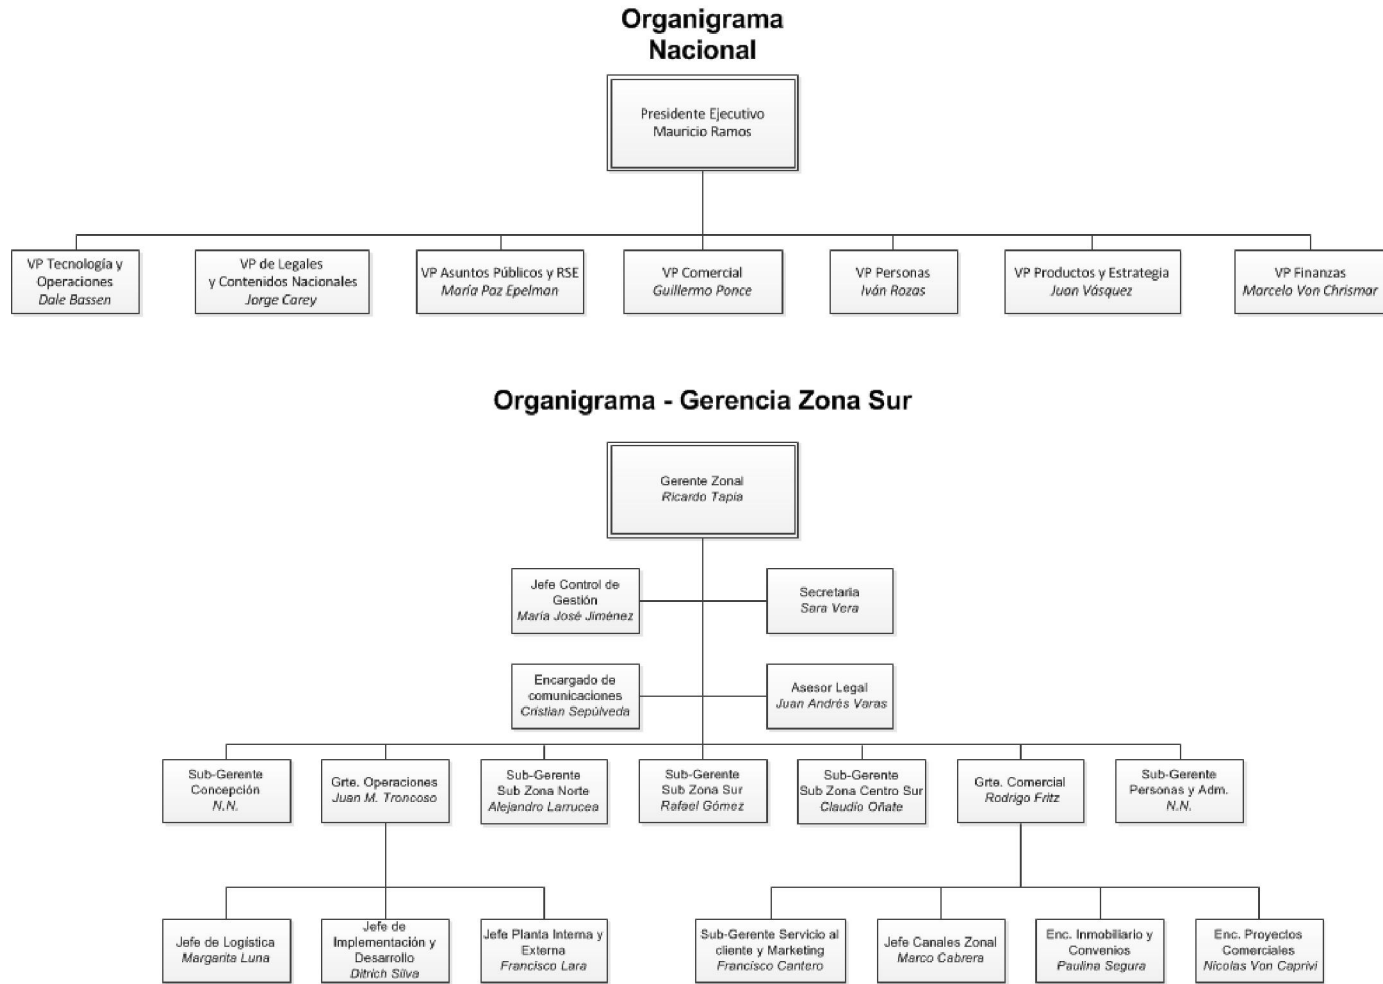 Organigrama
Nacional
Presidente Ejecutivo
Mauricio Ramos
VP Tecnología y
Operaciones
Dale Bassen
VP de Legales
y Contenidos Nacionales
Jorge Carey
VP Asuntos Públicos y RSE
María Paz Epelman
VP Comercial
Guillermo Ponce
VP Personas
Iván Rozas
VP Productos y Estrategia
Juan Vásquez
VP Finanzas
Marcelo Von Chrismar
Organigrama - Gerencia Zona Sur
Gerente Zonal
Ricardo Tapia
Jefe Control de
Gestión
María José Jiménez
Secretaria
Sara Vera
Encargado de
comunicaciones
Cristian Sepúlveda
Asesor Legal
Juan Andrés Varas
Sub-Gerente
Concepción
N.N.
Grte. Operaciones
Juan M. Troncoso
Sub-Gerente
Sub Zona Norte
Alejandro Larrucea
Sub-Gerente
Sub Zona Sur
Rafael Gómez
Sub-Gerente
Sub Zona Centro Sur
Claudio Oñate
Grte. Comercial
Rodrigo Fritz
Sub-Gerente
Personas y Adm.
N.N.
Jefe de Logística
Margarita Luna
Jefe de
Implementación y
Desarrollo
Ditrich Silva
Jefe Planta Interna y
Externa
Francisco Lara
Sub-Gerente Servicio al
cliente y Marketing
Francisco Cantero
Jefe Canales Zonal
Marco Cabrera
Enc. Inmobiliario y
Convenios
Paulina Segura
Enc. Proyectos
Comerciales
Nicolas Von Caprivi